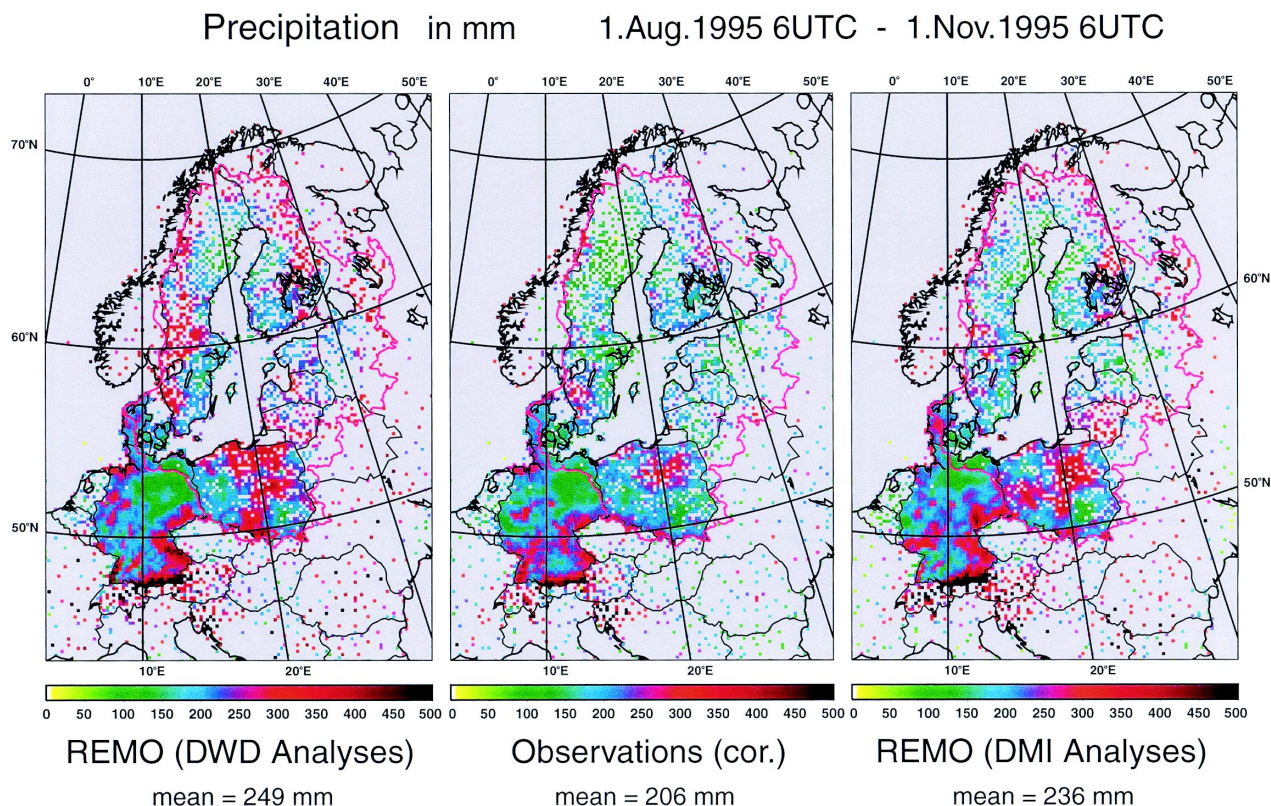 Precipitation in mm 1.Aug.1995 6UTC - 1.Nov.1995 6UTC
0° 10°E 20°E 30°E 40°E 50°E 0° 10°E 20°E 30°E 40°E 50°E 0° 10°E 20°E 30°E 40°E 50°E
70°N
60°N
60°N
50°N
50°N
10°E 20°E 10°E 20°E 10°E 20°E
0 50 100 150 200 250 300 350 400 450 500 0 50 100 150 200 250 300 350 400 450 500 0 50 100 150 200 250 300 350 400 450 500
REMO (DWD Analyses) Observations (cor.) REMO (DMI Analyses)
mean = 249 mm mean = 206 mm mean = 236 mm